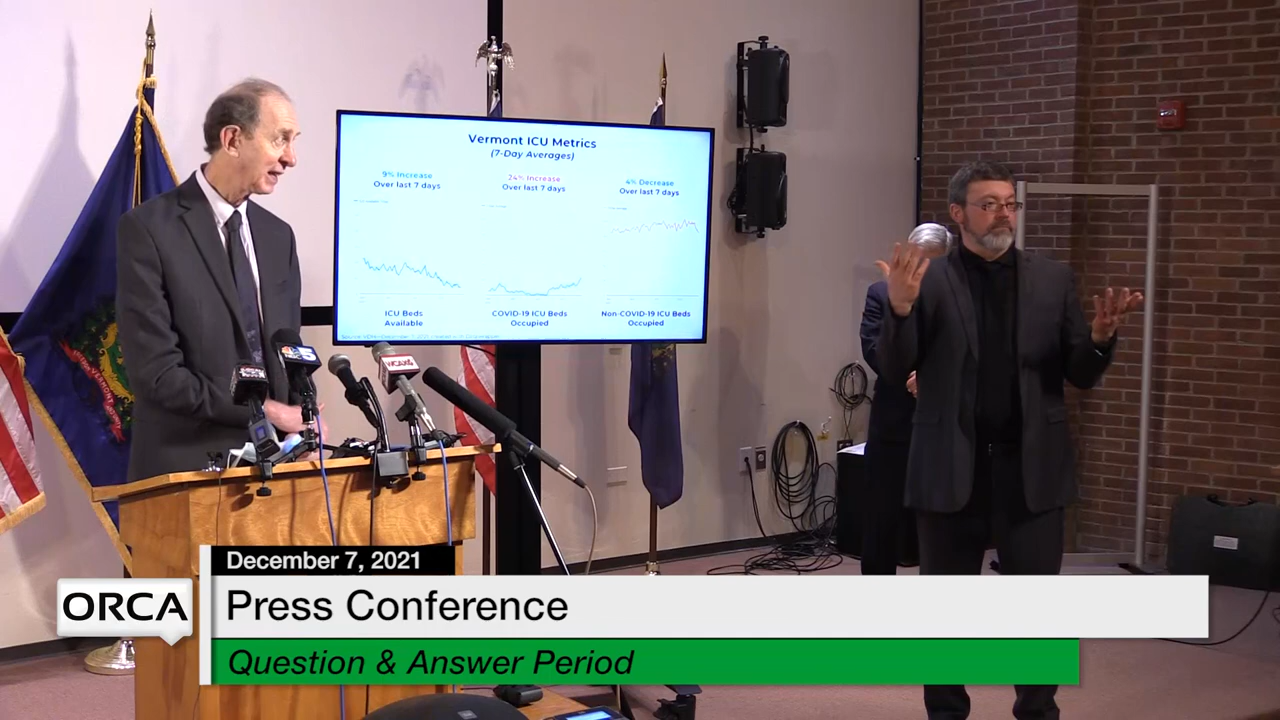 Vermont ICU Metrics
(7-Day Averages)
9% Increase
Over last 7 days
24% Increase
Over last 7 days
4% Decrease
Over last 7 days
ICU Beds
Available
COVID-19 ICU Beds
Occupied
Non-COVID-19 ICU Beds
Occupied
WCAX
December 7, 2021
ORCA
Press Conference
Question & Answer Period